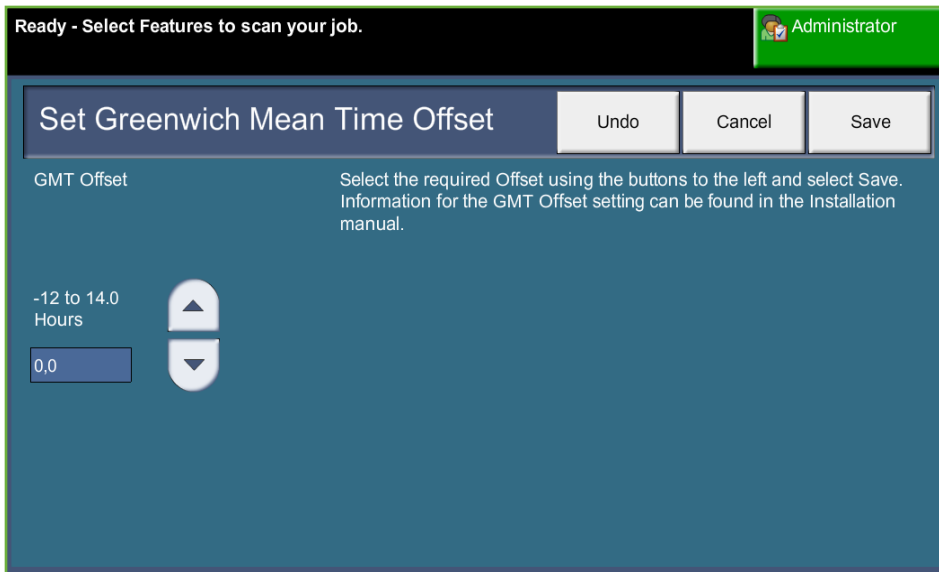 Ready - Select Features to scan your job.
Administrator
Set Greenwich Mean Time Offset
Undo
Cancel
Save
GMT Offset
Select the required Offset using the buttons to the left and select Save.
Information for the GMT Offset setting can be found in the Installation
manual.
-12 to 14.0
Hours
0,0